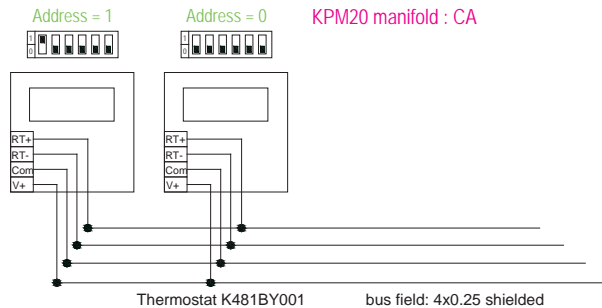 Address = 1
Address = 0
KPM20 manifold : CA
1
0
1
0
RT+
RT-
Com
V+
RT+
RT-
Com
V+
Thermostat K481BY001
bus field: 4x0.25 shielded